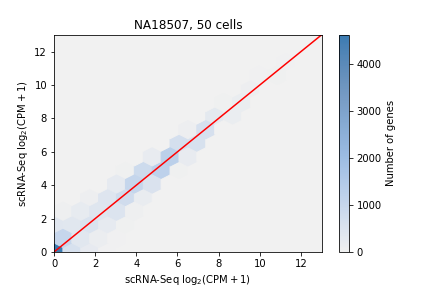 NA18507, 50 cells
12
10
8
6
4
2
0
scRNA-Seq log₂(CPM + 1)
0 2 4 6 8 10 12
scRNA-Seq log₂(CPM + 1)
4000
3000
2000
1000
0
Number of genes